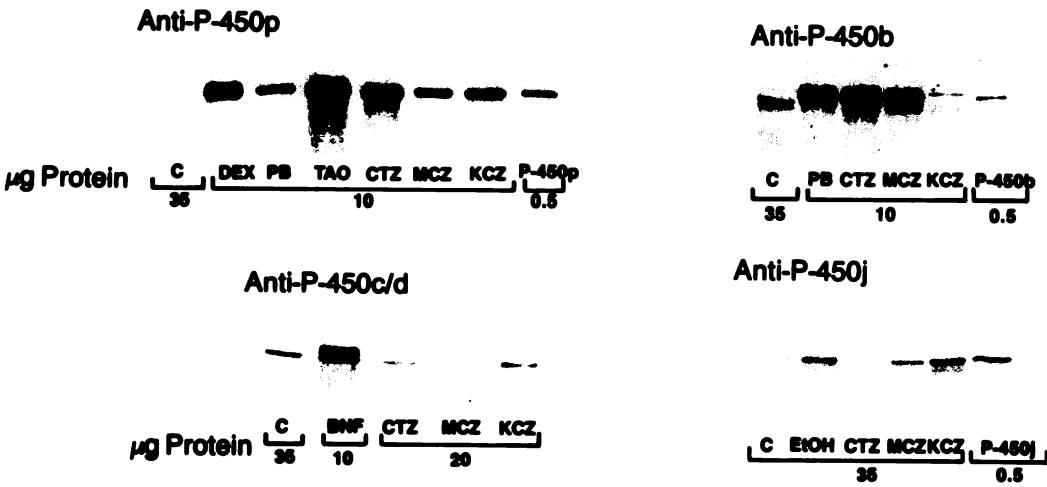 Anti-P-450p
µg Protein C DEX PB TAO CTZ MCZ KCZ P-450p
35 10 0.5
Anti-P-450b
C PB CTZ MCZ KCZ P-450b
35 10 0.5
Anti-P-450c/d
C BNF CTZ MCZ KCZ
µg Protein 35 10 20
Anti-P-450j
C EtOH CTZ MCZ KCZ P-450j
35 0.5